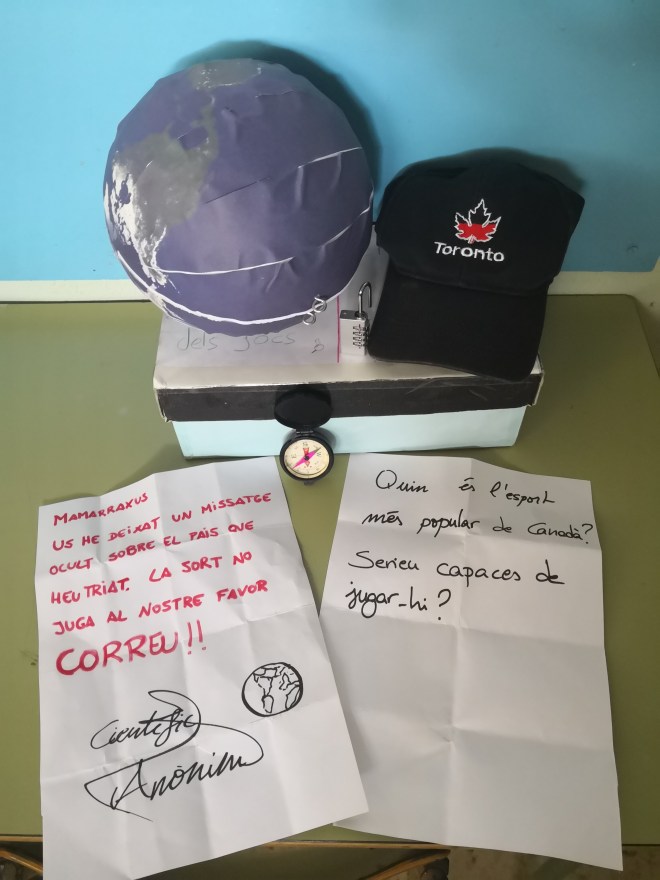 Toronto
dels jocs
MAMARRAXUS
US HE DEIXAT UN MISSATGE
OCULT SOBRE EL PAÍS QUE
HEU TRIAT. LA SORT NO
JUGA AL NOSTRE FAVOR
CORREU!!
Científic
Anònim
Quin és l'esport
més popular de Canadà?
Serieu capaces de
jugar-hi?